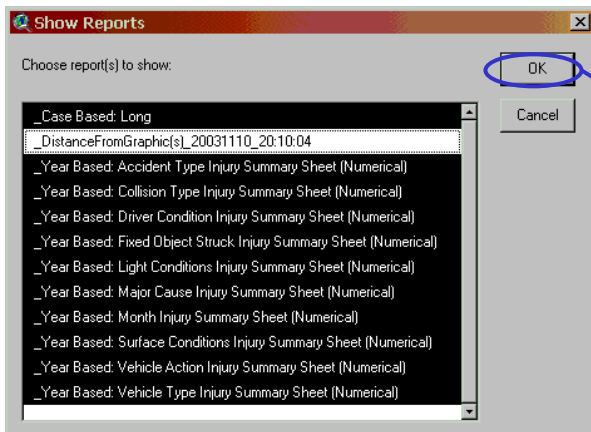 Show Reports
Choose report(s) to show:
OK
Cancel
_Case Based: Long
_DistanceFromGraphic(s)_20031110_20:10:04
_Year Based: Accident Type Injury Summary Sheet (Numerical)
_Year Based: Collision Type Injury Summary Sheet (Numerical)
_Year Based: Driver Condition Injury Summary Sheet (Numerical)
_Year Based: Fixed Object Struck Injury Summary Sheet (Numerical)
_Year Based: Light Conditions Injury Summary Sheet (Numerical)
_Year Based: Major Cause Injury Summary Sheet (Numerical)
_Year Based: Month Injury Summary Sheet (Numerical)
_Year Based: Surface Conditions Injury Summary Sheet (Numerical)
_Year Based: Vehicle Action Injury Summary Sheet (Numerical)
_Year Based: Vehicle Type Injury Summary Sheet (Numerical)